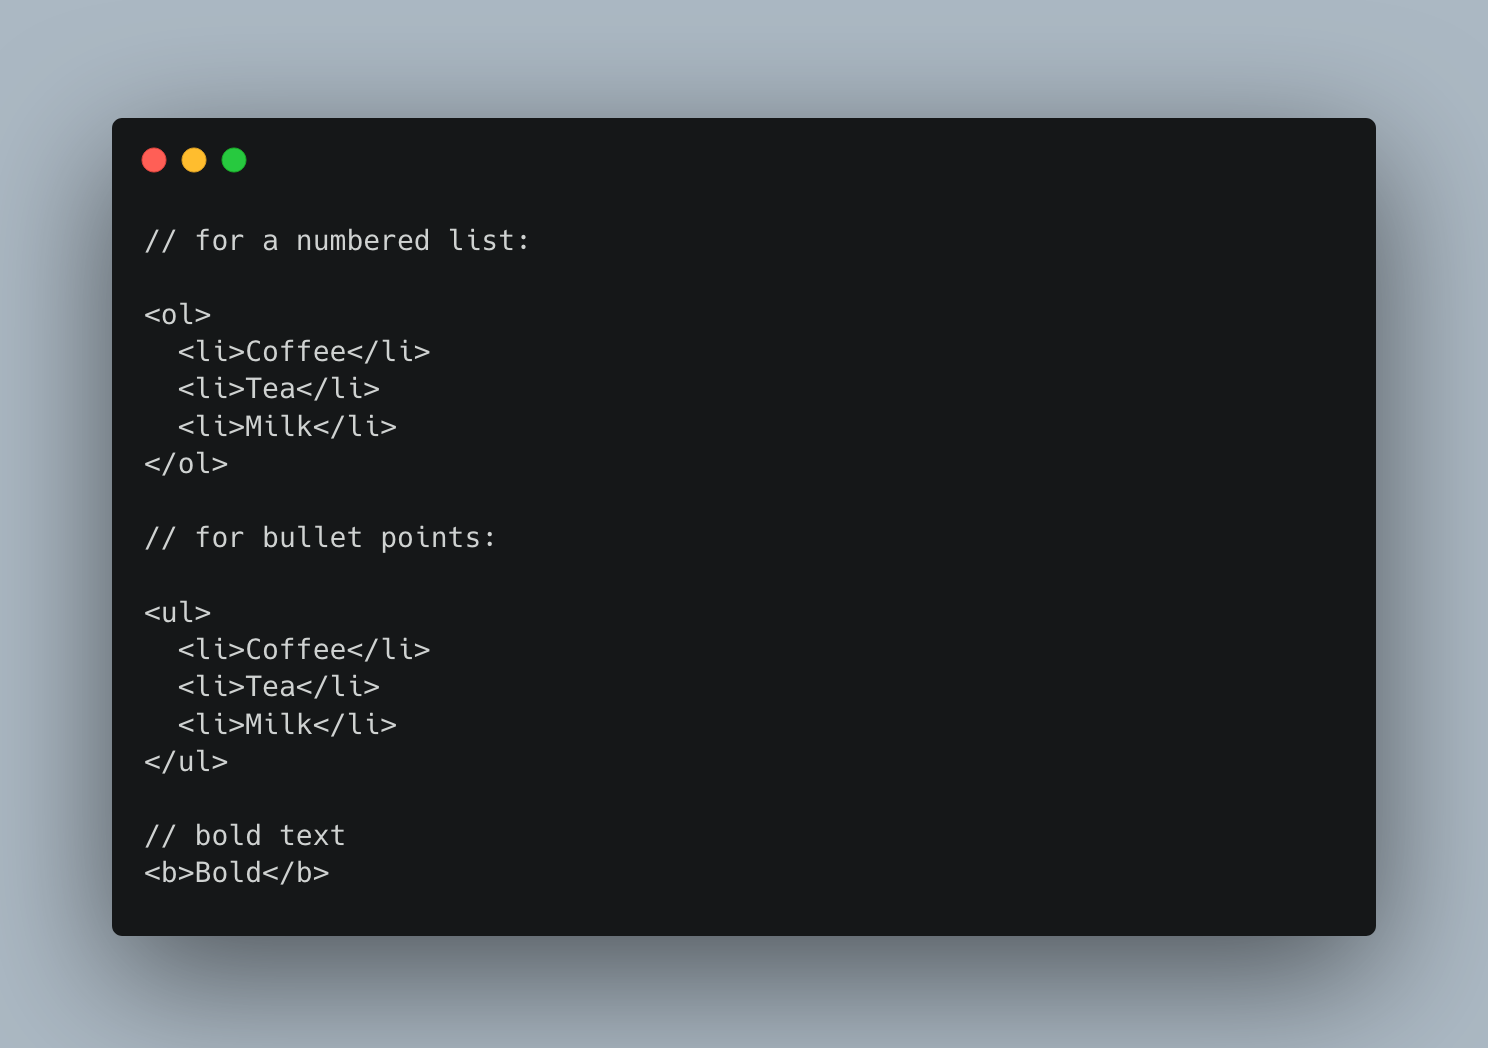 // for a numbered list:

<ol>
  <li>Coffee</li>
  <li>Tea</li>
  <li>Milk</li>
</ol>

// for bullet points:

<ul>
  <li>Coffee</li>
  <li>Tea</li>
  <li>Milk</li>
</ul>

// bold text
<b>Bold</b>